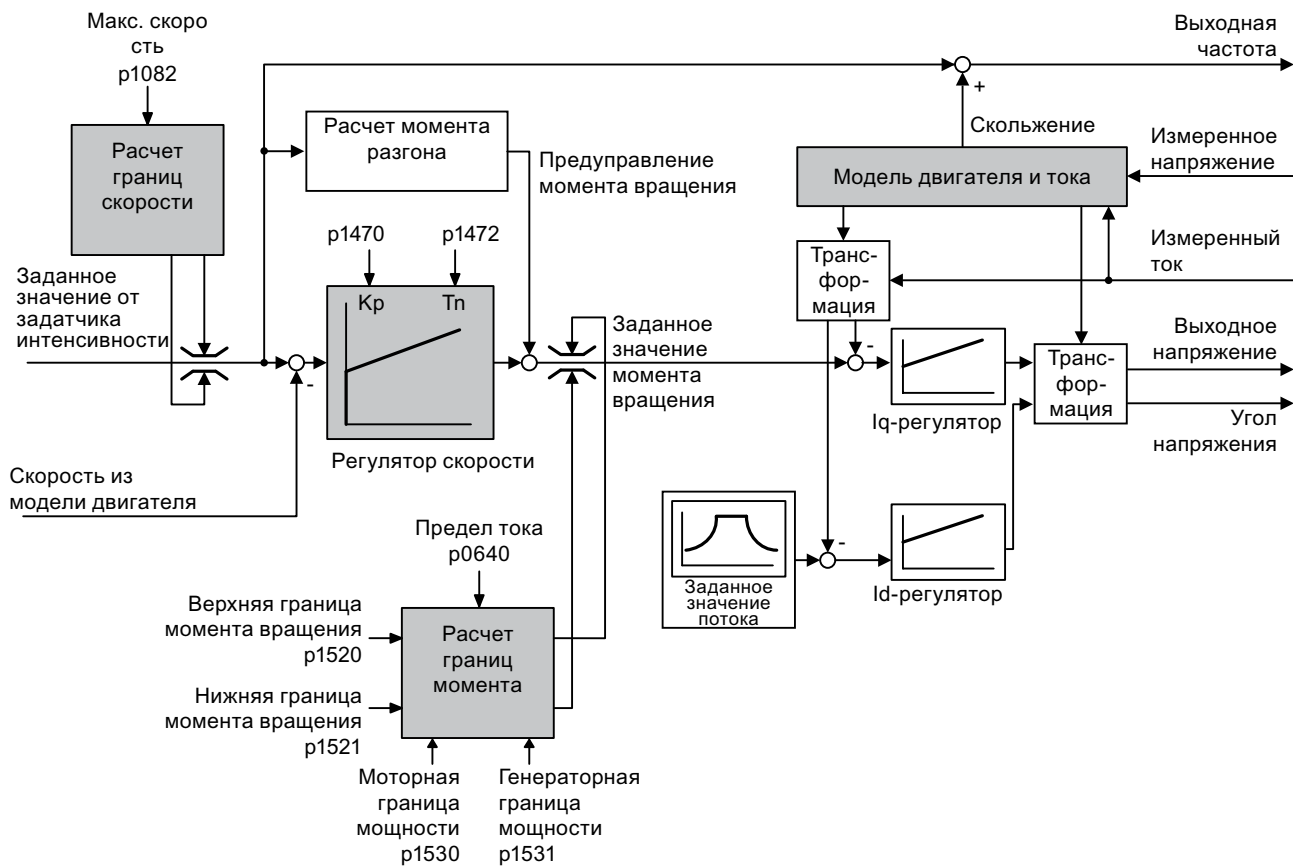 Макс. скоро
сть
p1082
Выходная
частота
+
Скольжение
Расчет момента
разгона
Предуправление
момента вращения
Измеренное
напряжение
Расчет
границ
скорости
Модель двигателя и тока
p1470
p1472
Измеренный
ток
Транс-
фор-
мация
Заданное
значение от
задатчика
интенсивности
Kp
Tn
Заданное
значение
момента
вращения
Выходное
напряжение
Транс-
фор-
мация
-
-
Iq-регулятор
Угол
напряжения
Регулятор скорости
Скорость из
модели двигателя
Предел тока
p0640
-
Заданное
значение
потока
Id-регулятор
Верхняя граница
момента вращения
p1520
Расчет
границ
момента
Нижняя граница
момента вращения
p1521
Моторная
граница
мощности
p1530
Генераторная
граница
мощности
p1531